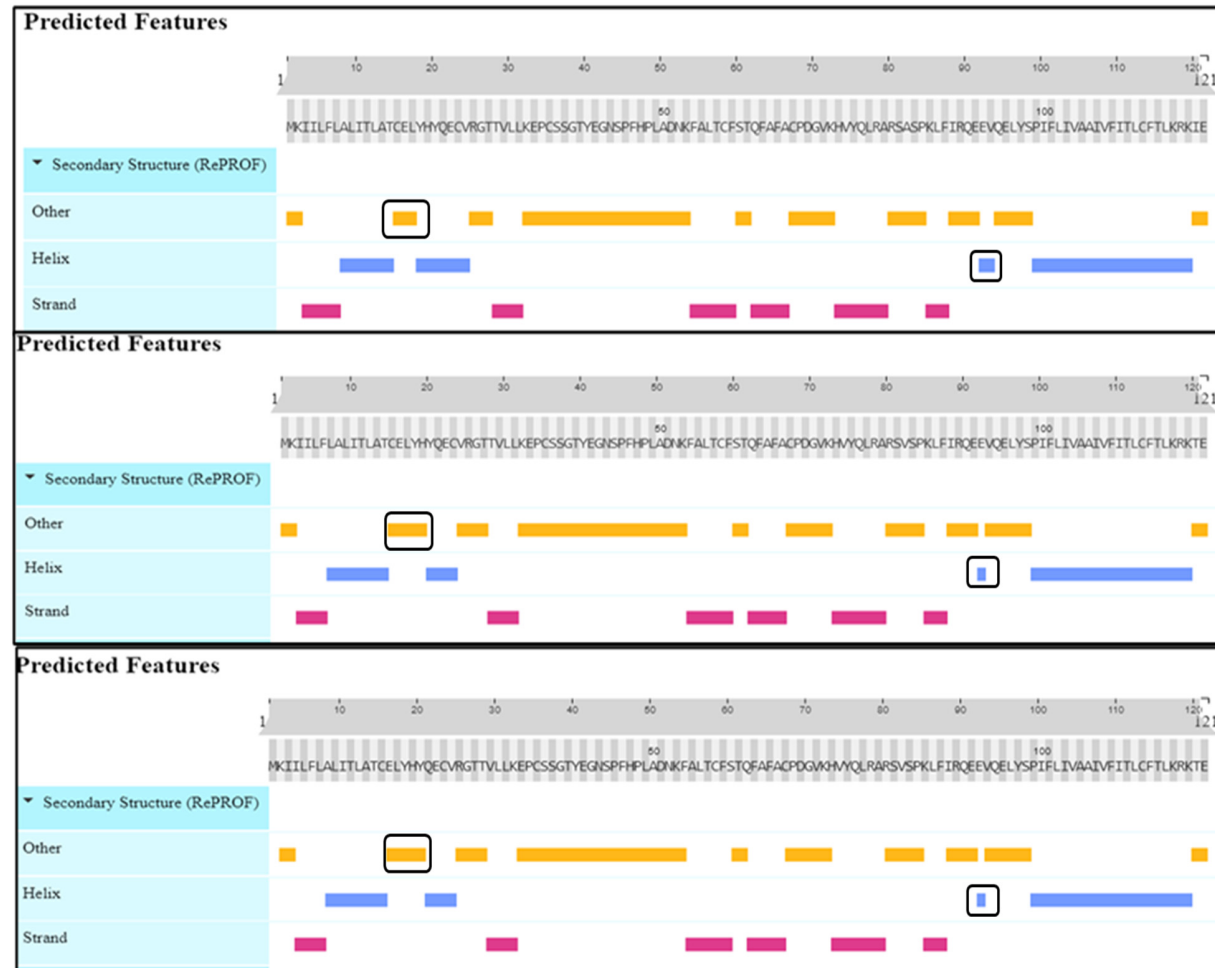 Predicted Features
10 20 30 40 50 60 70 80 90 100 110 120
1 121
50 100
MKIILFLALITLATCELYHYQECVRGTTVLLKEPCSSGTYEGNSPFHPLADNKFALTCFSTQFAFACPDGVKHVYQLRARSASPKLFIRQEEVQELYSPIFLIVAAIVFITLCFTLKRKIE
Secondary Structure (RePROF)
Other
Helix
Strand
Predicted Features
10 20 30 40 50 60 70 80 90 100 110 120
1 121
50 100
MKIILFLALITLATCELYHYQECVRGTTVLLKEPCSSGTYEGNSPFHPLADNKFALTCFSTQFAFACPDGVKHVYQLRARSVSPKLFIRQEEVQELYSPIFLIVAAIVFITLCFTLKRKTE
Secondary Structure (RePROF)
Other
Helix
Strand
Predicted Features
10 20 30 40 50 60 70 80 90 100 110 120
1 121
50 100
MKIILFLALITLATCELYHYQECVRGTTVLLKEPCSSGTYEGNSPFHPLADNKFALTCFSTQFAFACPDGVKHVYQLRARSVSPKLFIRQEEVQELYSPIFLIVAAIVFITLCFTLKRKTE
Secondary Structure (RePROF)
Other
Helix
Strand